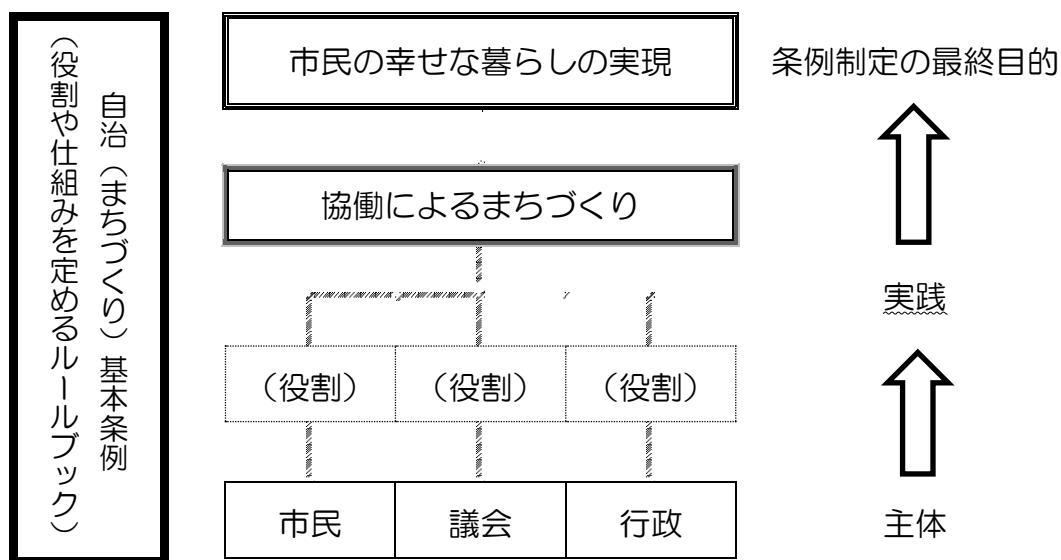 自治（まちづくり）基本条例
（役割や仕組みを定めるルールブック）
市民の幸せな暮らしの実現
条例制定の最終目的
協働によるまちづくり
実践
（役割）
（役割）
（役割）
市民
議会
行政
主体